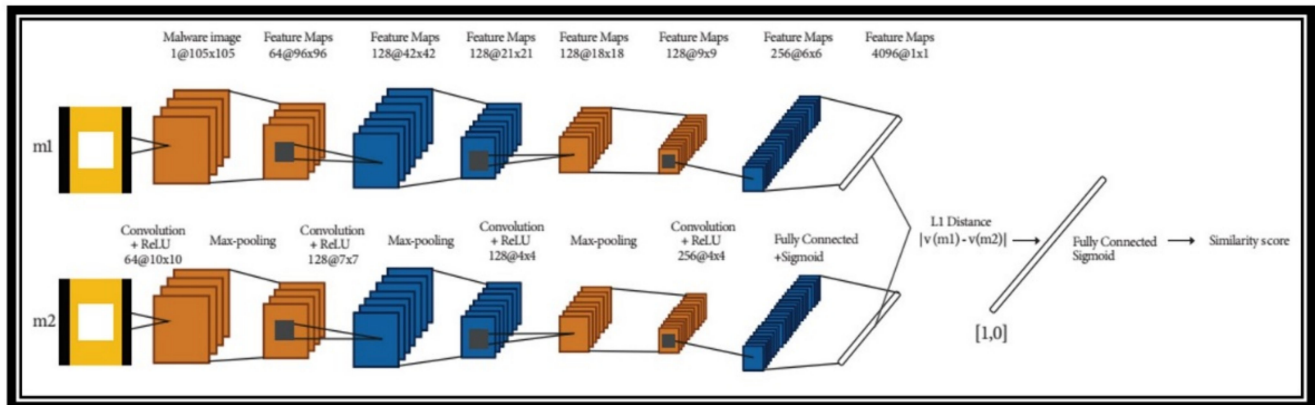 Malware image
1@105x105
Feature Maps
64@96x96
Feature Maps
128@42x42
Feature Maps
128@21x21
Feature Maps
128@18x18
Feature Maps
128@9x9
Feature Maps
256@6x6
Feature Maps
4096@1x1
m1
Convolution
+ ReLU
64@10x10
Max-pooling
Convolution
+ ReLU
128@7x7
Max-pooling
Convolution
+ ReLU
128@4x4
Max-pooling
Convolution
+ ReLU
256@4x4
Fully Connected
+Sigmoid
L1 Distance
|v(m1) - v(m2)|
Fully Connected
Sigmoid
Similarity score
m2
[1,0]